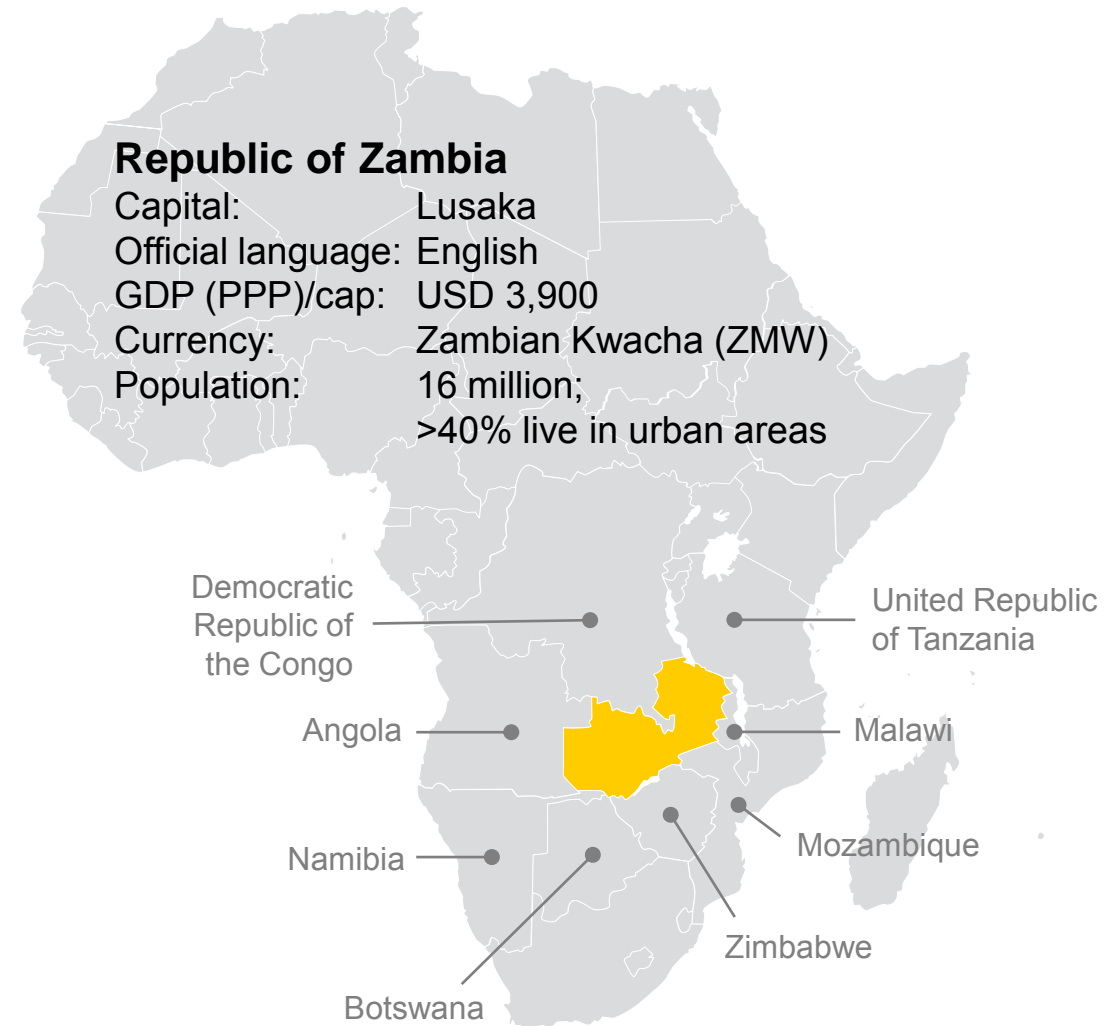 Republic of Zambia
Capital: Lusaka
Official language: English
GDP (PPP)/cap: USD 3,900
Currency: Zambian Kwacha (ZMW)
Population: 16 million;
>40% live in urban areas
Democratic
Republic of
the Congo
United Republic
of Tanzania
Angola
Malawi
Namibia
Mozambique
Zimbabwe
Botswana